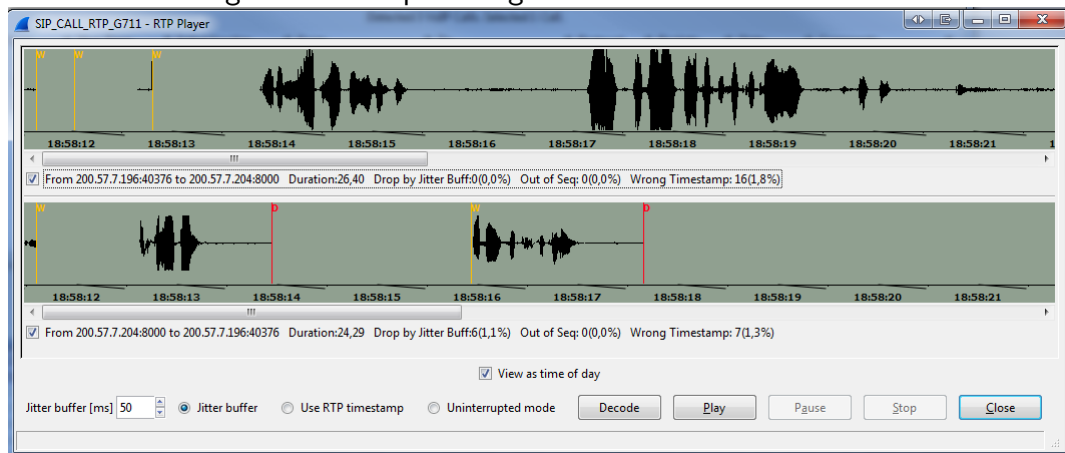 SIP_CALL_RTP_G711 - RTP Player
W W W
18:58:12 18:58:13 18:58:14 18:58:15 18:58:16 18:58:17 18:58:18 18:58:19 18:58:20 18:58:21 1
From 200.57.7.196:40376 to 200.57.7.204:8000 Duration:26,40 Drop by Jitter Buff:0(0,0%) Out of Seq: 0(0,0%) Wrong Timestamp: 16(1,8%)
W D W D
18:58:12 18:58:13 18:58:14 18:58:15 18:58:16 18:58:17 18:58:18 18:58:19 18:58:20 18:58:21
From 200.57.7.204:8000 to 200.57.7.196:40376 Duration:24,29 Drop by Jitter Buff:6(1,1%) Out of Seq: 0(0,0%) Wrong Timestamp: 7(1,3%)
View as time of day
Jitter buffer [ms] 50 Jitter buffer Use RTP timestamp Uninterrupted mode Decode Play Pause Stop Close